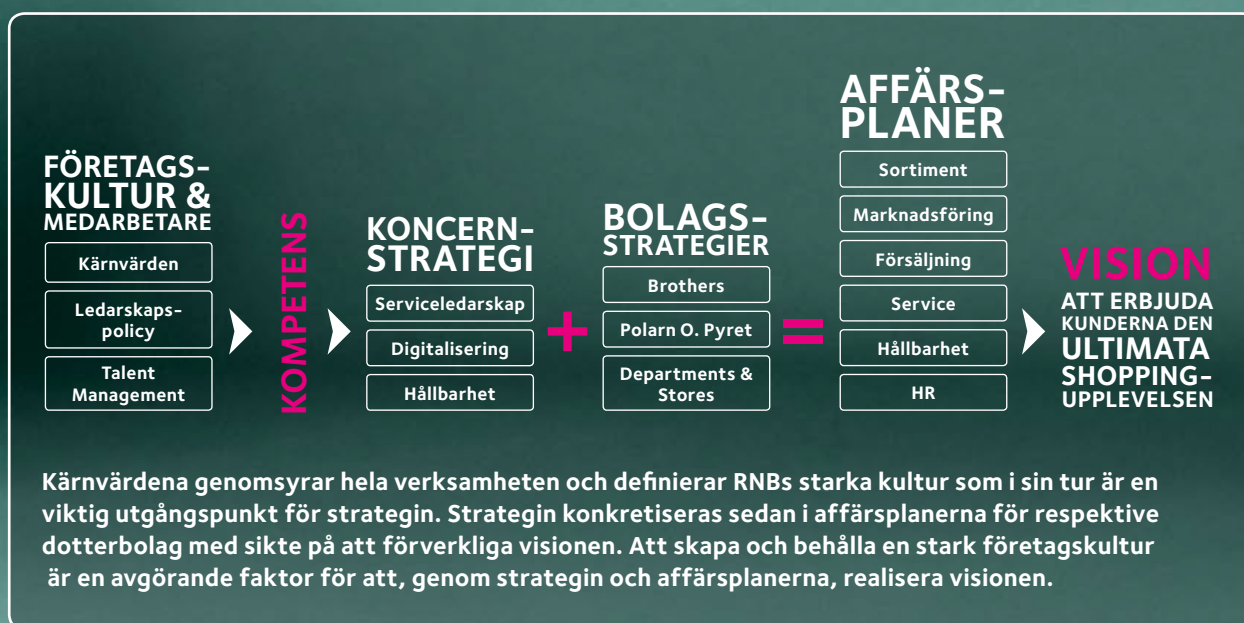 FÖRETAGS-
KULTUR &
MEDARBETARE
Kärnvärden
Ledarskaps-
policy
Talent
Management
KOMPETENS
KONCERN-
STRATEGI
Serviceledarskap
Digitalisering
Hållbarhet
+
BOLAGS-
STRATEGIER
Brothers
Polarn O. Pyret
Departments &
Stores
=
AFFÄRS-
PLANER
Sortiment
Marknadsföring
Försäljning
Service
Hållbarhet
HR
VISION
ATT ERBJUDA
KUNDERNA DEN
ULTIMATA
SHOPPING-
UPPLEVELSEN
Kärnvärdena genomsyrar hela verksamheten och definierar RNBs starka kultur som i sin tur är en
viktig utgångspunkt för strategin. Strategin konkretiseras sedan i affärsplanerna för respektive
dotterbolag med sikte på att förverkliga visionen. Att skapa och behålla en stark företagskultur
är en avgörande faktor för att, genom strategin och affärsplanerna, realisera visionen.